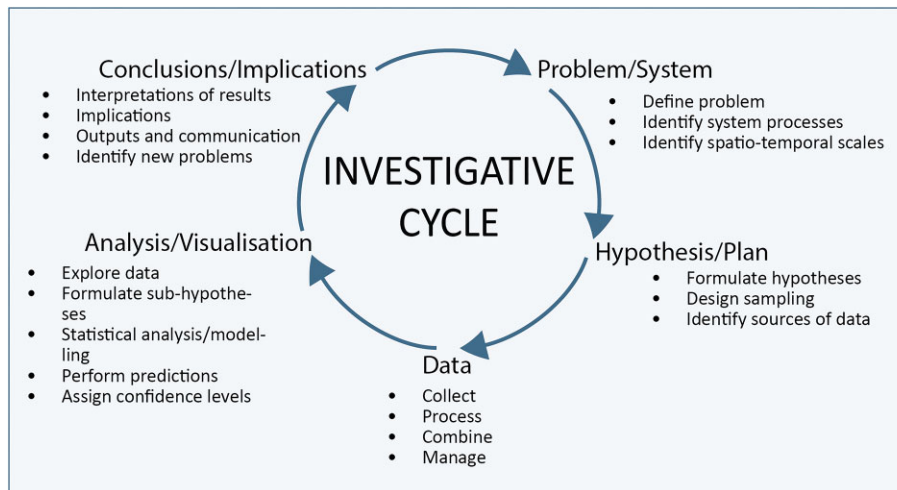 INVESTIGATIVE
CYCLE
Problem/System
• Define problem
• Identify system processes
• Identify spatio-temporal scales
Hypothesis/Plan
• Formulate hypotheses
• Design sampling
• Identify sources of data
Data
• Collect
• Process
• Combine
• Manage
Analysis/Visualisation
• Explore data
• Formulate sub-hypothe-
ses
• Statistical analysis/model-
ling
• Perform predictions
• Assign confidence levels
Conclusions/Implications
• Interpretations of results
• Implications
• Outputs and communication
• Identify new problems